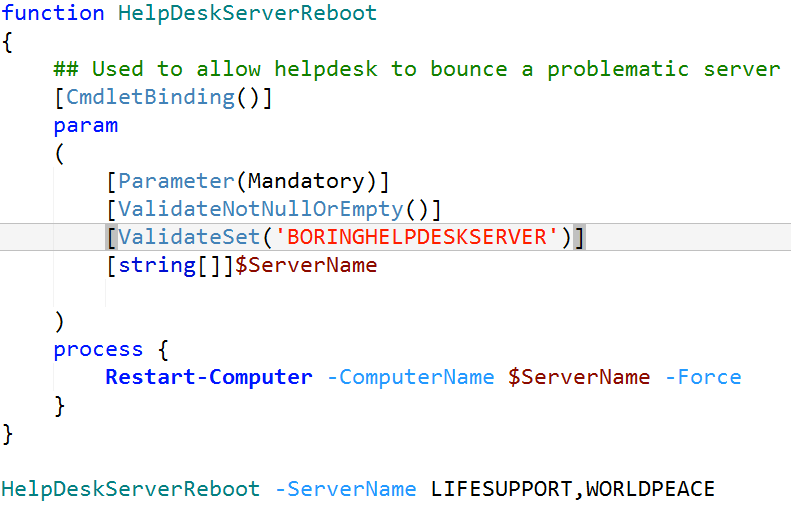 function HelpDeskServerReboot
{
    ## Used to allow helpdesk to bounce a problematic server
    [CmdletBinding()]
    param
    (
        [Parameter(Mandatory)]
        [ValidateNotNullOrEmpty()]
        [ValidateSet('BORINGHELPDESKSERVER')]
        [string[]]$ServerName
    )
    process {
        Restart-Computer -ComputerName $ServerName -Force
    }
}
HelpDeskServerReboot -ServerName LIFESUPPORT,WORLDPEACE